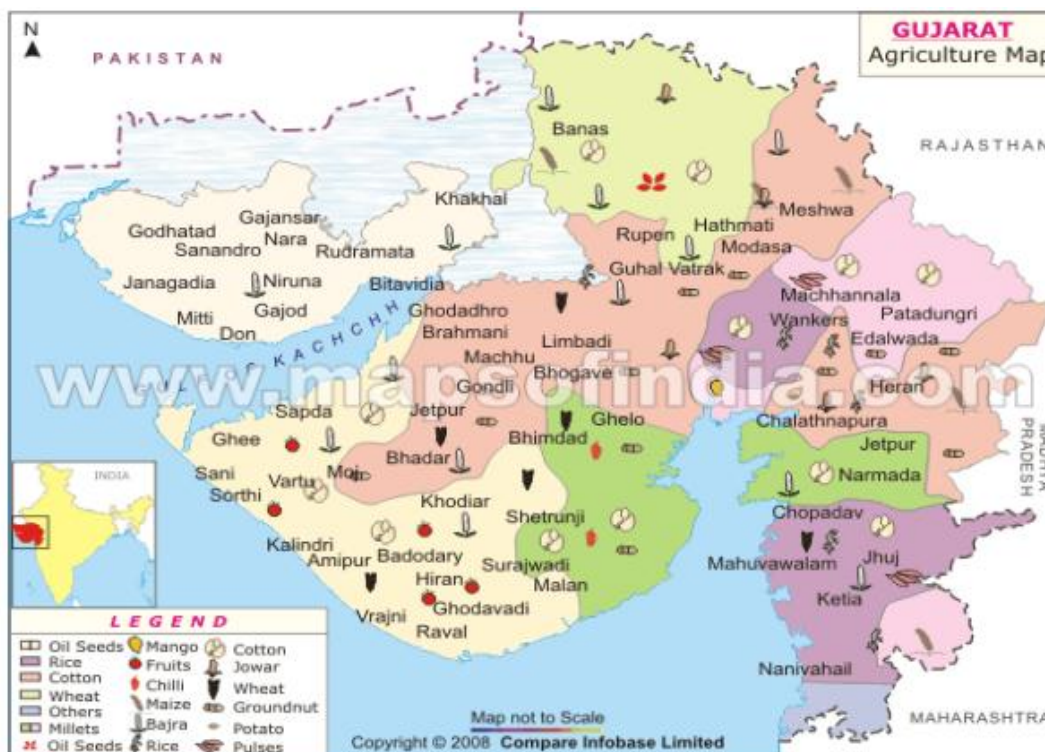 N
PAKISTAN
GUJARAT
Agriculture Map
RAJASTHAN
Banas
Khakhal
Gajansar
Godhatad
Nara
Sanandro
Rudramata
Rupen
Hathmati
Meshwa
Modasa
Janagadia
Niruna
Bitavidia
Guhal Vatrak
Machhannala
Gajod
Ghodadhro
Patadungri
Mitti
Don
Brahmani
Limbadi
Wankers
Edalwada
GULF OF KACHCHH
Machhu
Bhogave
www.mapsofindia.com
Gondli
Heran
Sapda
Jetpur
Ghelo
Chalathnapura
Ghee
Bhimdad
Jetpur
MADHYA
PRADESH
INDIA
Sani
Vartu
Moj
Bhadar
Narmada
Sorthi
Khodiar
Shetrunji
Chopadav
Kalindri
Amipur
Badodary
Surajwadi
Mahuvawalam
Jhuj
Hiran
Malan
Ketia
Vrajni
Ghodavadi
Raval
Nanivahail
LEGEND
Oil Seeds
Mango
Cotton
Rice
Fruits
Jowar
Cotton
Chilli
Wheat
Wheat
Maize
Groundnut
Others
Bajra
Potato
Millets
Rice
Pulses
Oil Seeds
Map not to Scale
Copyright © 2008 Compare Infobase Limited
MAHARASHTRA